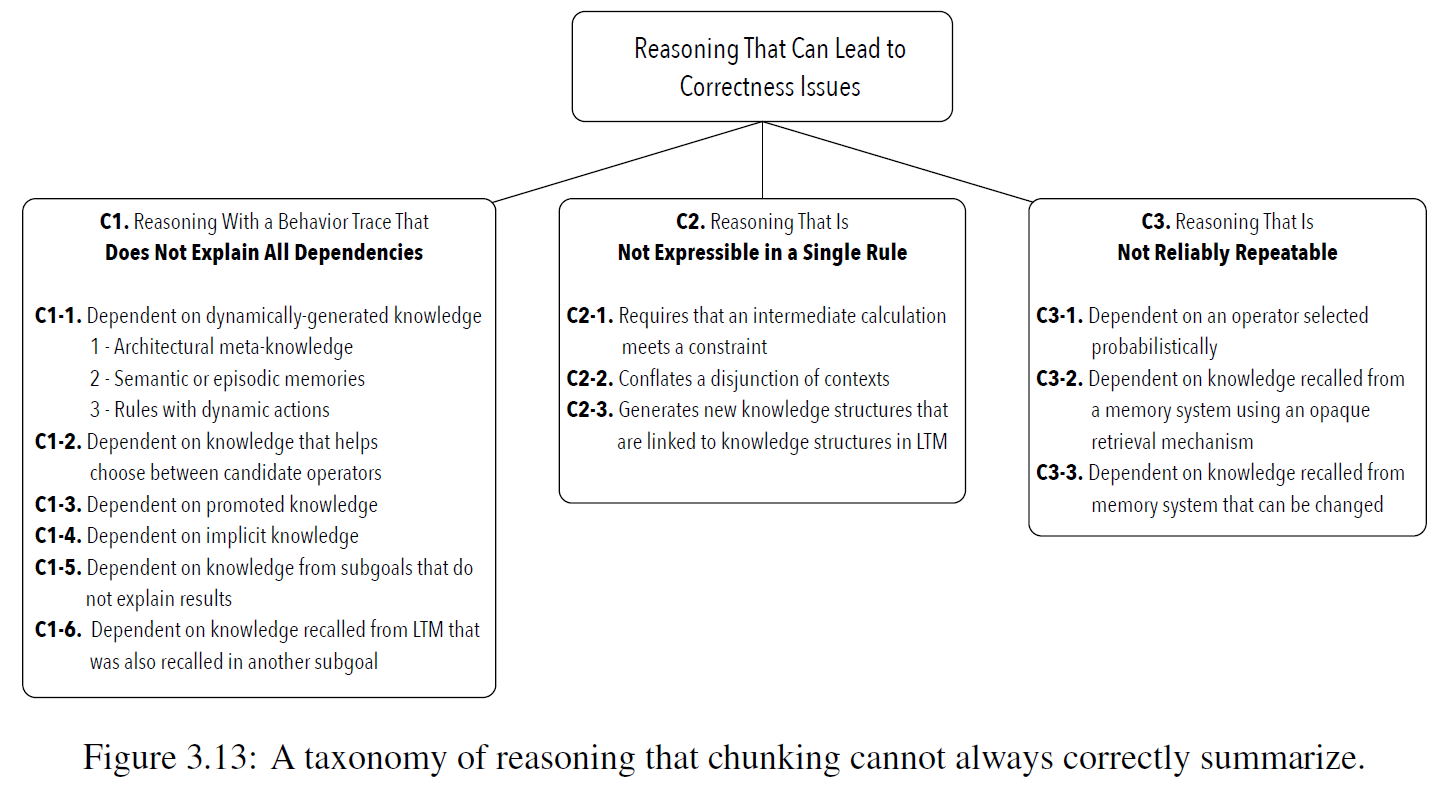 Reasoning That Can Lead to
Correctness Issues
C1. Reasoning With a Behavior Trace That
Does Not Explain All Dependencies
C1-1. Dependent on dynamically-generated knowledge
1 - Architectural meta-knowledge
2 - Semantic or episodic memories
3 - Rules with dynamic actions
C1-2. Dependent on knowledge that helps
choose between candidate operators
C1-3. Dependent on promoted knowledge
C1-4. Dependent on implicit knowledge
C1-5. Dependent on knowledge from subgoals that do
not explain results
C1-6. Dependent on knowledge recalled from LTM that
was also recalled in another subgoal
C2. Reasoning That Is
Not Expressible in a Single Rule
C2-1. Requires that an intermediate calculation
meets a constraint
C2-2. Conflates a disjunction of contexts
C2-3. Generates new knowledge structures that
are linked to knowledge structures in LTM
C3. Reasoning That Is
Not Reliably Repeatable
C3-1. Dependent on an operator selected
probabilistically
C3-2. Dependent on knowledge recalled from
a memory system using an opaque
retrieval mechanism
C3-3. Dependent on knowledge recalled from
memory system that can be changed
Figure 3.13: A taxonomy of reasoning that chunking cannot always correctly summarize.